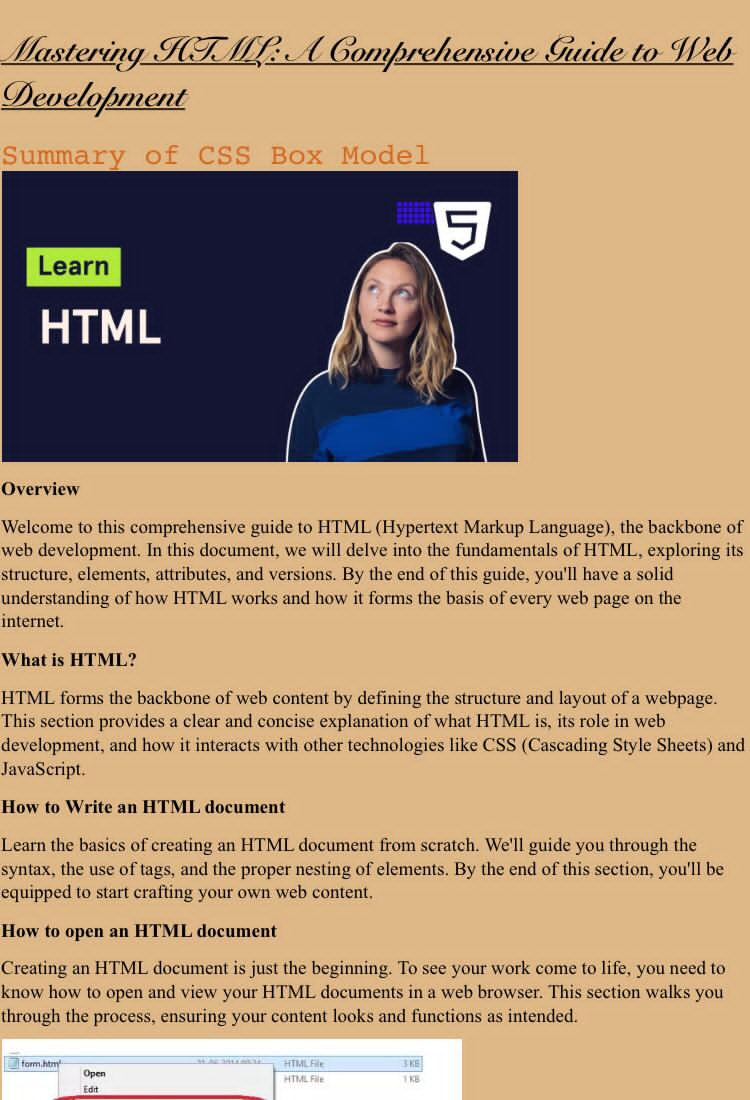 Mastering HTML: A Comprehensive Guide to Web
Development
Summary of CSS Box Model
5
Learn
HTML
Overview
Welcome to this comprehensive guide to HTML (Hypertext Markup Language), the backbone of
web development. In this document, we will delve into the fundamentals of HTML, exploring its
structure, elements, attributes, and versions. By the end of this guide, you'll have a solid
understanding of how HTML works and how it forms the basis of every web page on the
internet.
What is HTML?
HTML forms the backbone of web content by defining the structure and layout of a webpage.
This section provides a clear and concise explanation of what HTML is, its role in web
development, and how it interacts with other technologies like CSS (Cascading Style Sheets) and
JavaScript.
How to Write an HTML document
Learn the basics of creating an HTML document from scratch. We'll guide you through the
syntax, the use of tags, and the proper nesting of elements. By the end of this section, you'll be
equipped to start crafting your own web content.
How to open an HTML document
Creating an HTML document is just the beginning. To see your work come to life, you need to
know how to open and view your HTML documents in a web browser. This section walks you
through the process, ensuring your content looks and functions as intended.
form.html HTML File 3 KB
Open HTML File 1 KB
Edit